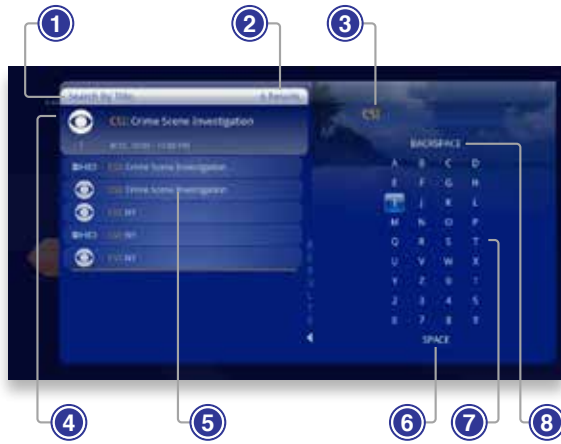 1
2
3
Search By Title
6 Results
CSI: Crime Scene Investigation
CSI: Crime Scene Investigation
CSI: Crime Scene Investigation
CSI: NY
CSI: NY
CSI: NY
CSI
BACKSPACE
A B C D
E F G H
I J K L
M N O P
Q R S T
U V W X
Y Z 0 1
2 3 4 5
6 7 8 9
SPACE
4
5
6
7
8